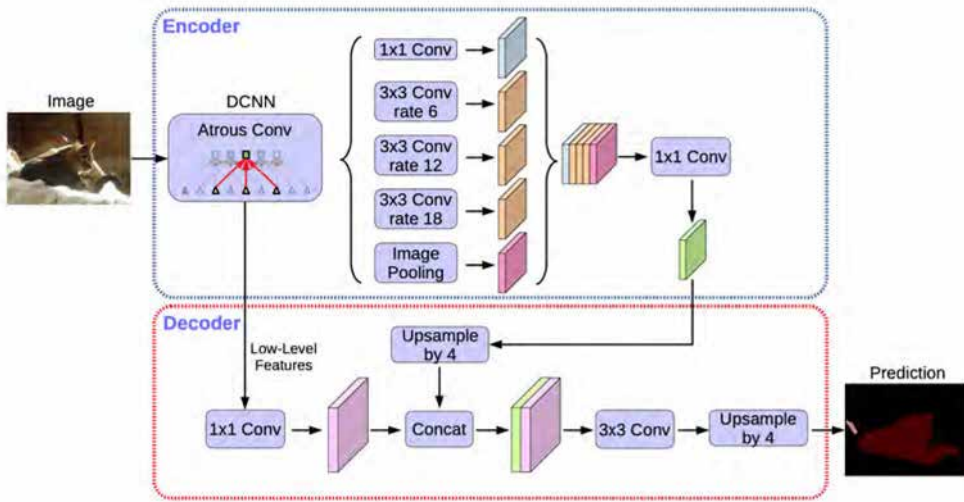 Encoder
Image
DCNN
Atrous Conv
1x1 Conv
3x3 Conv
rate 6
3x3 Conv
rate 12
3x3 Conv
rate 18
Image
Pooling
1x1 Conv
Decoder
Low-Level
Features
Upsample
by 4
1x1 Conv
Concat
3x3 Conv
Upsample
by 4
Prediction